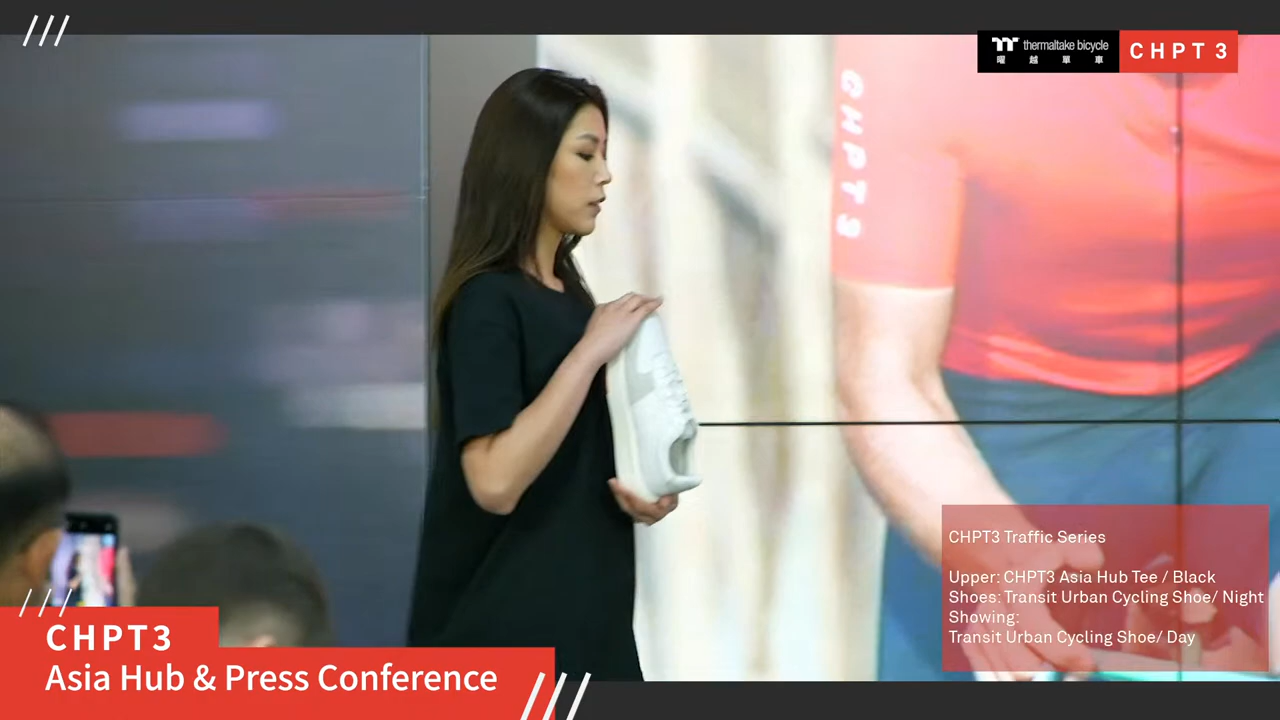 thermaltake bicycle
曜越單車
CHPT3
CHPT3
CHPT3 Traffic Series
Upper: CHPT3 Asia Hub Tee / Black
Shoes: Transit Urban Cycling Shoe/ Night
Showing:
Transit Urban Cycling Shoe/ Day
CHPT3
Asia Hub & Press Conference